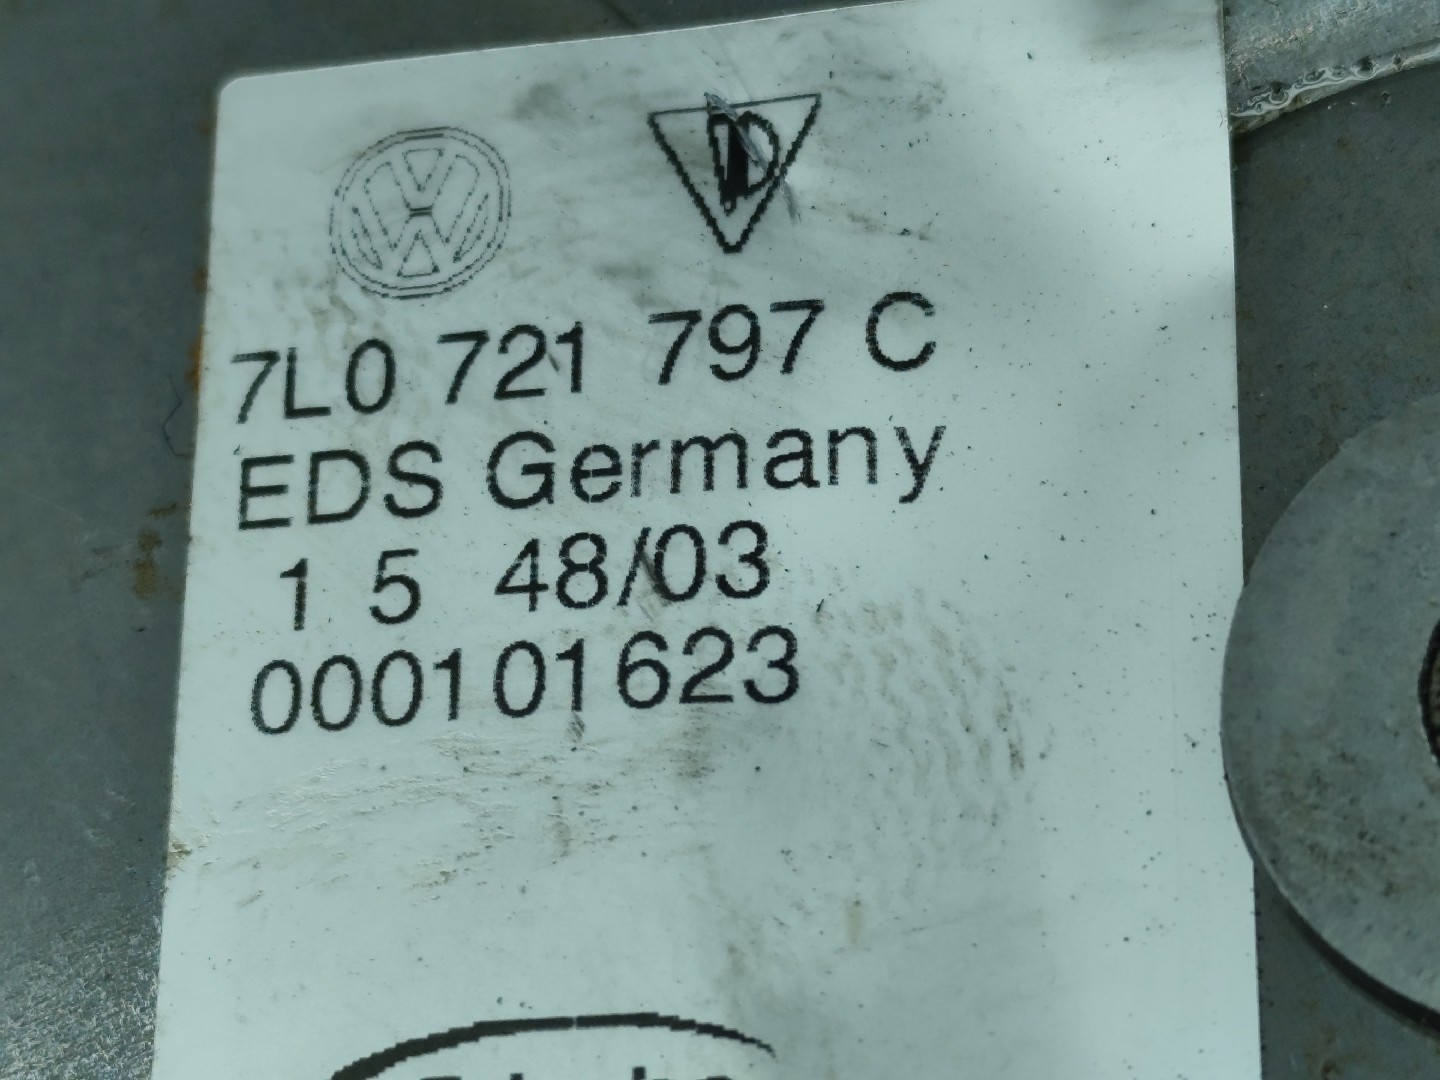 7L0 721 797 C
EDS Germany
1 5 48/03
000101623